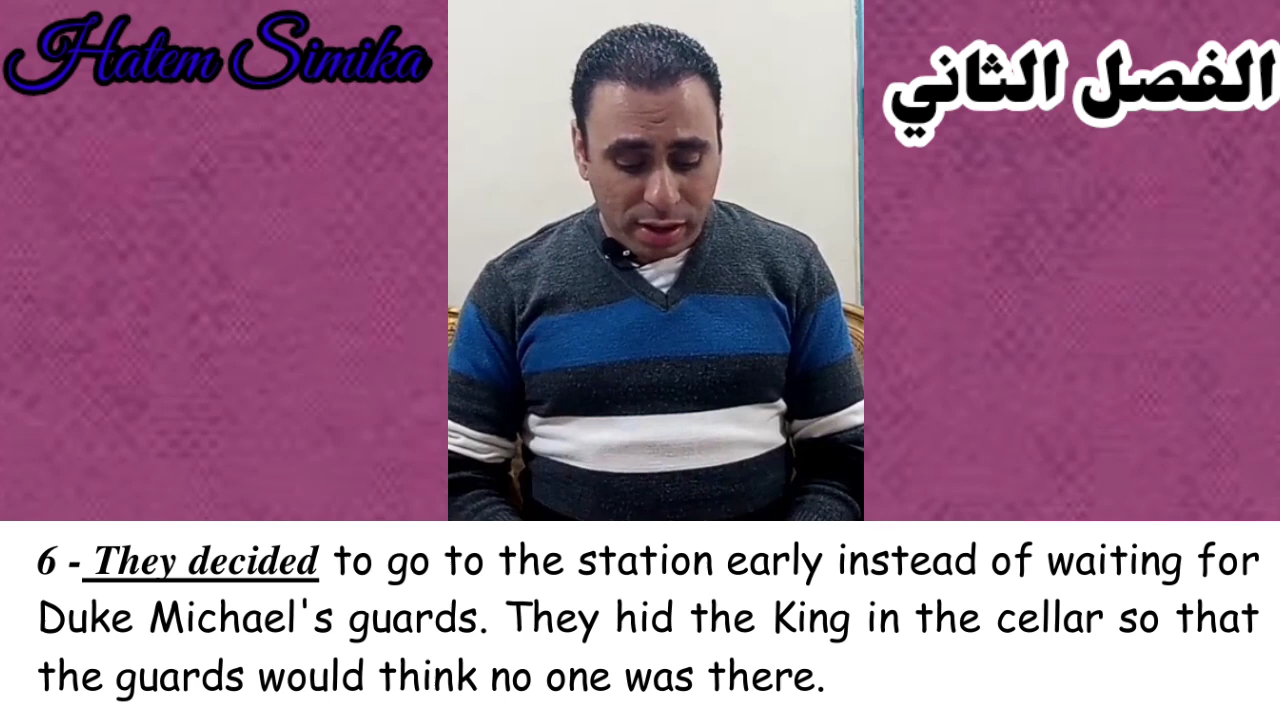 Hatem Simika
الفصل الثاني
6 - They decided to go to the station early instead of waiting for
Duke Michael's guards. They hid the King in the cellar so that
the guards would think no one was there.